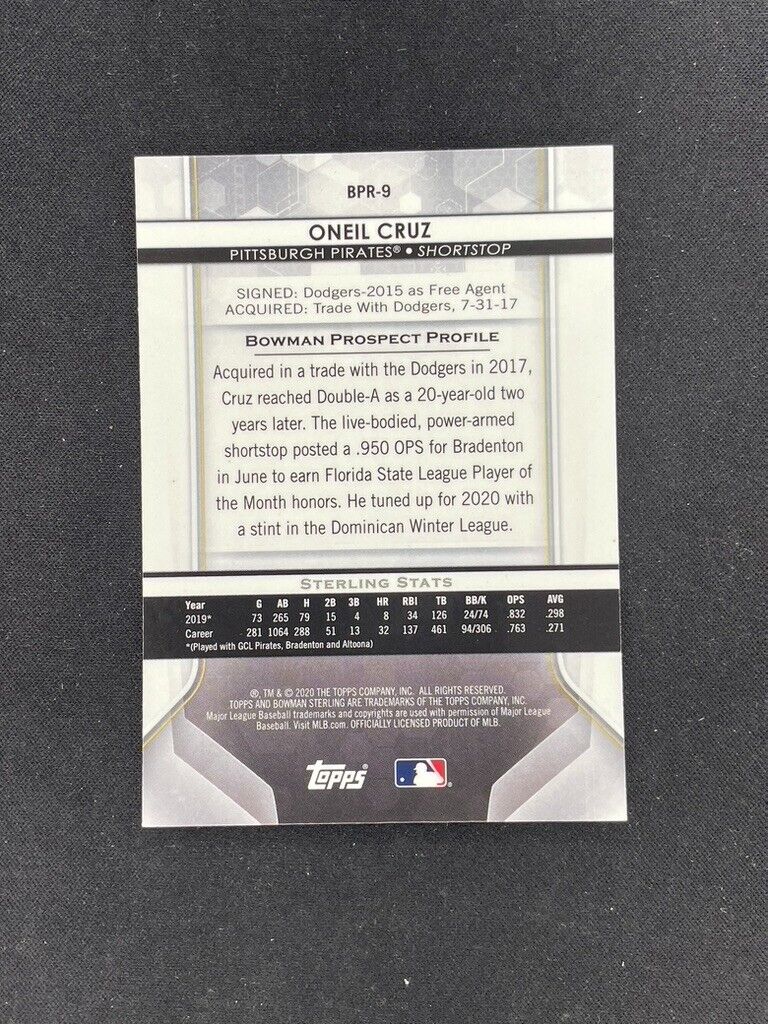 BPR-9
ONEIL CRUZ
PITTSBURGH PIRATES® • SHORTSTOP
SIGNED: Dodgers-2015 as Free Agent
ACQUIRED: Trade With Dodgers, 7-31-17
BOWMAN PROSPECT PROFILE
Acquired in a trade with the Dodgers in 2017,
Cruz reached Double-A as a 20-year-old two
years later. The live-bodied, power-armed
shortstop posted a .950 OPS for Bradenton
in June to earn Florida State League Player of
the Month honors. He tuned up for 2020 with
a stint in the Dominican Winter League.
STERLING STATS
Year G AB H 2B 3B HR RBI TB BB/K OPS AVG
2019* 73 265 79 15 4 8 34 126 24/74 .832 .298
Career 281 1064 288 51 13 32 137 461 94/306 .763 .271
*(Played with GCL Pirates, Bradenton and Altoona)
®, TM & © 2020 THE TOPPS COMPANY, INC. ALL RIGHTS RESERVED.
TOPPS AND BOWMAN STERLING ARE TRADEMARKS OF THE TOPPS COMPANY, INC.
Major League Baseball trademarks and copyrights are used with permission of Major League
Baseball. Visit MLB.com. OFFICIALLY LICENSED PRODUCT OF MLB.
Topps®